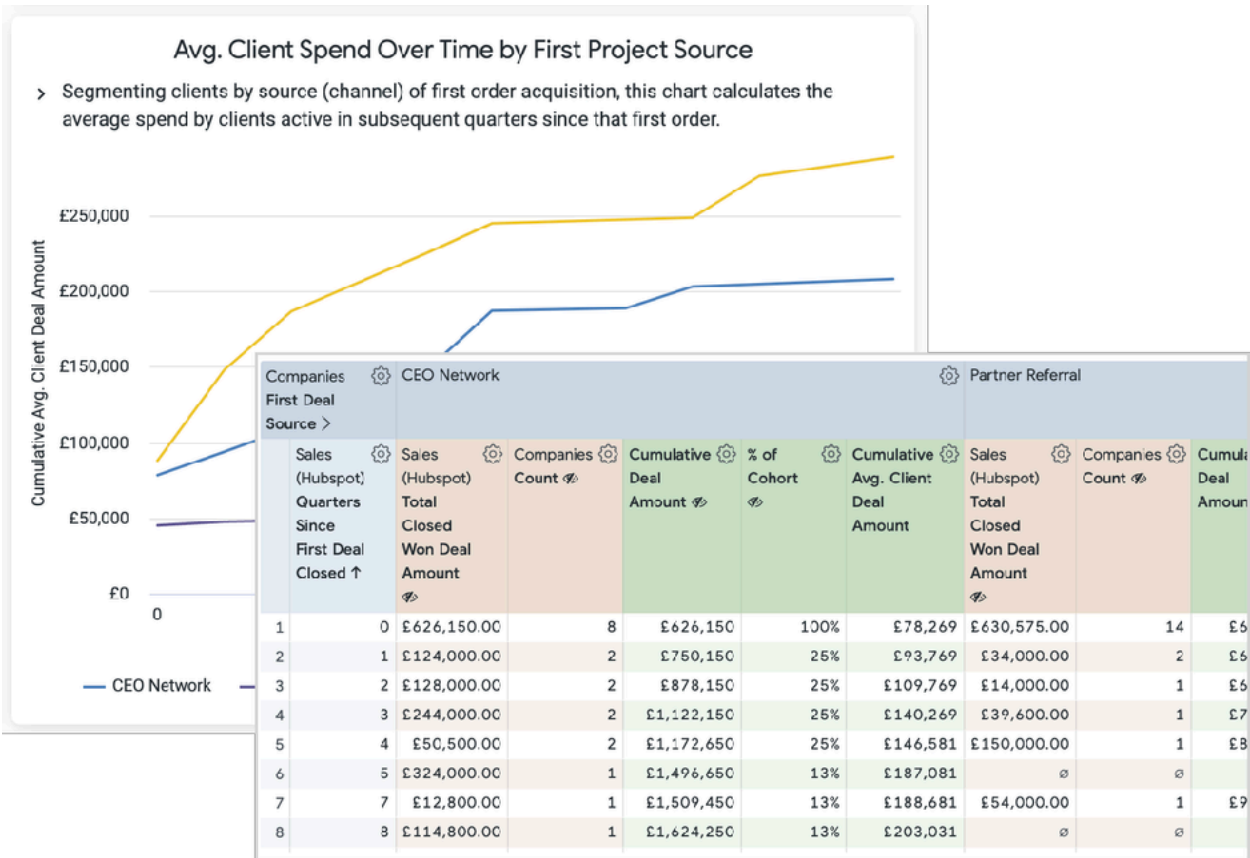 Avg. Client Spend Over Time by First Project Source
Segmenting clients by source (channel) of first order acquisition, this chart calculates the
average spend by clients active in subsequent quarters since that first order.
Cumulative Avg. Client Deal Amount
£250,000
£200,000
£150,000
£100,000
£50,000
£0
0
CEO Network
Companies
First Deal
Source >
CEO Network
Partner Referral
Sales
(Hubspot)
Quarters
Since
First Deal
Closed ↑
Sales
(Hubspot)
Total
Closed
Won Deal
Amount
Companies
Count
Cumulative
Deal
Amount
% of
Cohort
Cumulative
Avg. Client
Deal
Amount
Sales
(Hubspot)
Total
Closed
Won Deal
Amount
Companies
Count
Cumula
Deal
Amoun
1 0 £626,150.00 8 £626,150 100% £78,269 £630,575.00 14 £6
2 1 £124,000.00 2 £750,150 25% £93,769 £34,000.00 2 £6
3 2 £128,000.00 2 £878,150 25% £109,769 £14,000.00 1 £6
4 3 £244,000.00 2 £1,122,150 25% £140,269 £39,600.00 1 £7
5 4 £50,500.00 2 £1,172,650 25% £146,581 £150,000.00 1 £8
6 5 £324,000.00 1 £1,496,650 13% £187,081 ∅ ∅
7 7 £12,800.00 1 £1,509,450 13% £188,681 £54,000.00 1 £9
8 8 £114,800.00 1 £1,624,250 13% £203,031 ∅ ∅